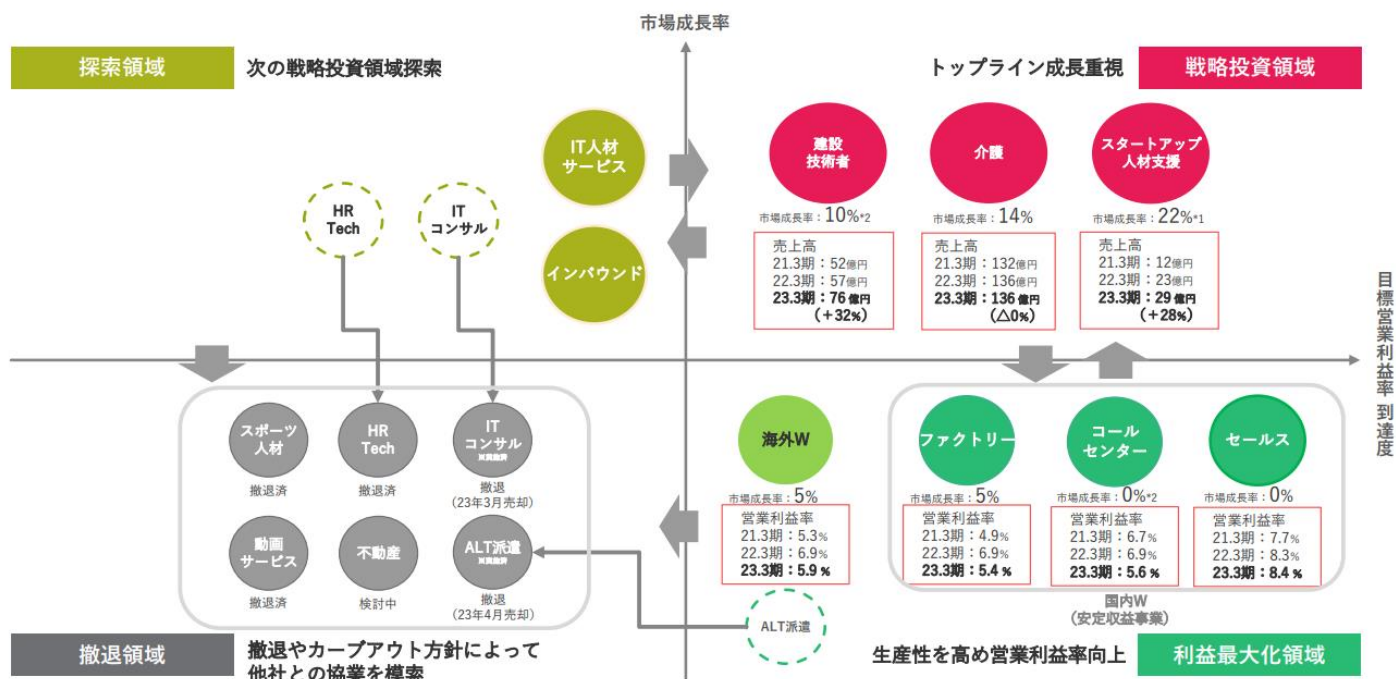 市場成長率
探索領域
次の戦略投資領域探索
トップライン成長重視
戦略投資領域
IT人材
サービス
インバウンド
HR
Tech
IT
コンサル
建設
技術者
市場成長率：10%*2
売上高
21.3期：52億円
22.3期：57億円
23.3期：76億円
（+32%）
介護
市場成長率：14%
売上高
21.3期：132億円
22.3期：136億円
23.3期：136億円
（△0%）
スタートアップ
人材支援
市場成長率：22%*1
売上高
21.3期：12億円
22.3期：23億円
23.3期：29億円
（+28%）
目標営業利益率 到達度
スポーツ
人材
撤退済
HR
Tech
撤退済
IT
コンサル
撤退
（23年3月売却）
動画
サービス
撤退済
不動産
検討中
ALT派遣
撤退
（23年4月売却）
海外W
市場成長率：5%
営業利益率
21.3期：5.3%
22.3期：6.9%
23.3期：5.9%
ALT派遣
ファクトリー
市場成長率：5%
営業利益率
21.3期：4.9%
22.3期：6.9%
23.3期：5.4%
コール
センター
市場成長率：0%*2
営業利益率
21.3期：6.7%
22.3期：6.9%
23.3期：5.6%
セールス
市場成長率：0%
営業利益率
21.3期：7.7%
22.3期：8.3%
23.3期：8.4%
国内W
（安定収益事業）
撤退領域
撤退やカーブアウト方針によって
他社との協業を模索
生産性を高め営業利益率向上
利益最大化領域